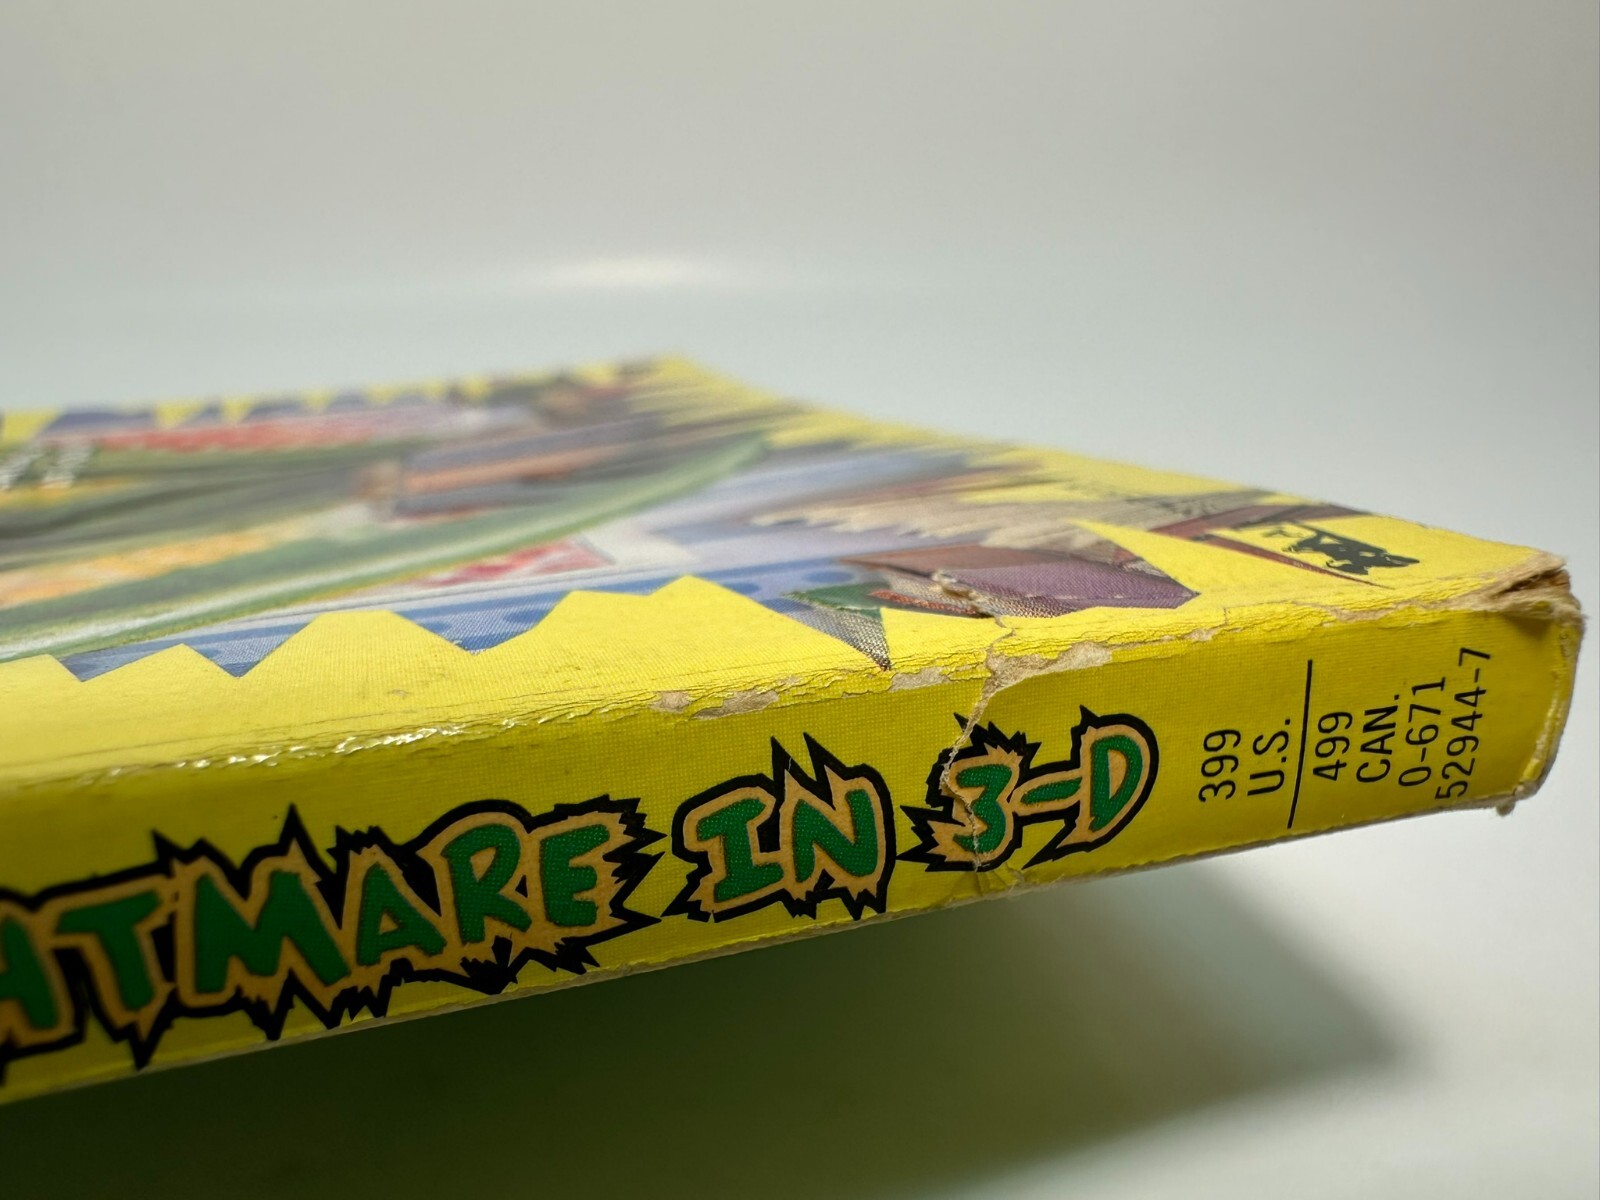 HTMARE IN 3-D
399
U.S.
499
CAN.
0-671
52944-7